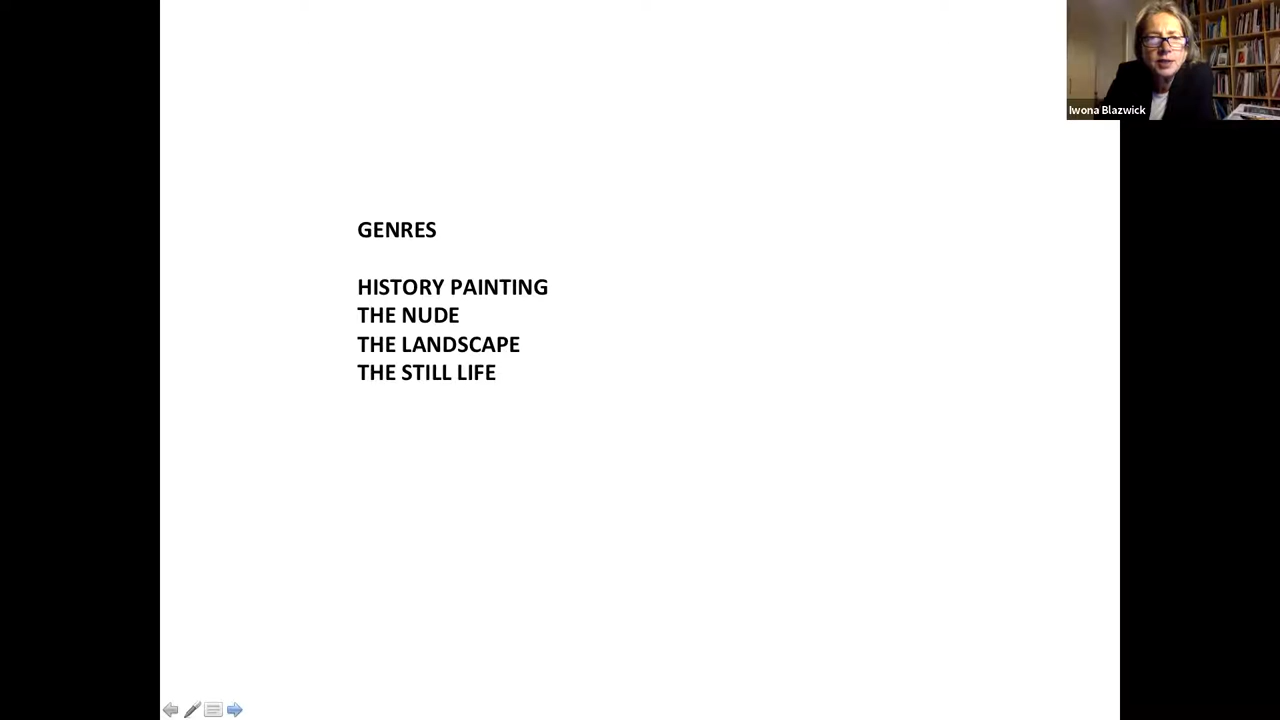 Iwona Blazwick
GENRES
HISTORY PAINTING
THE NUDE
THE LANDSCAPE
THE STILL LIFE